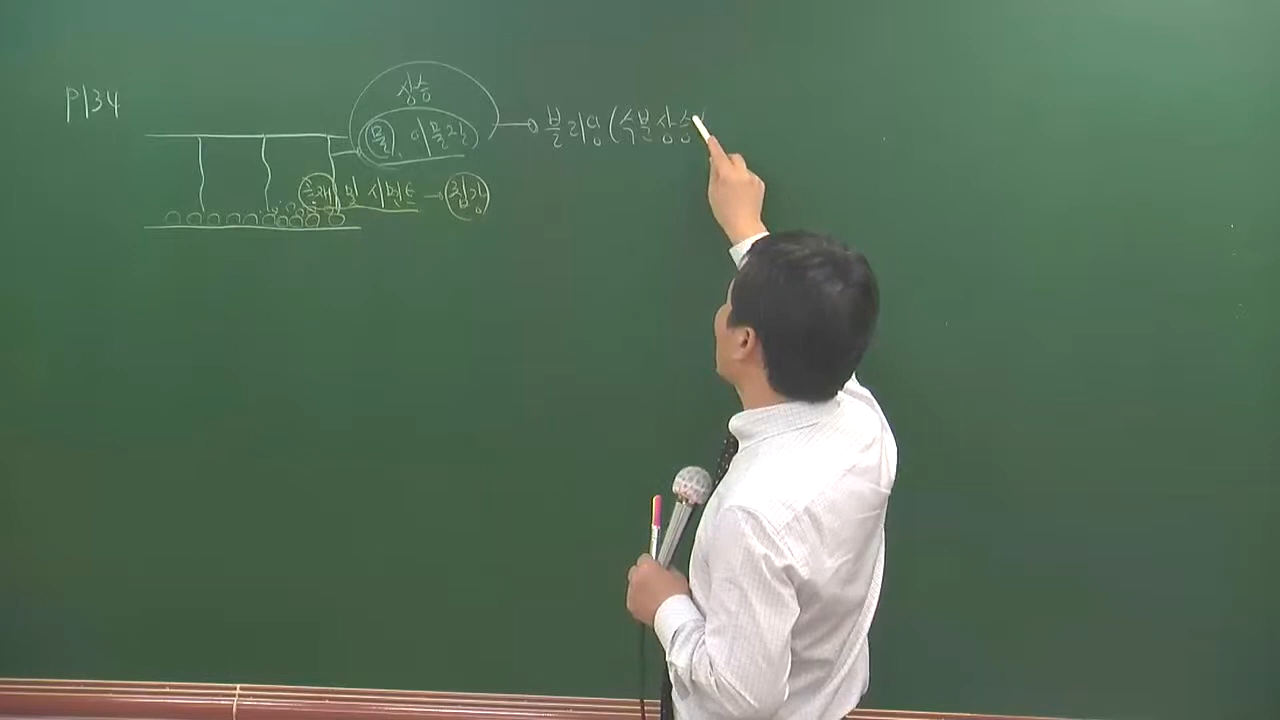 P134
상승
물, 이물질 → 블리딩 (수분상승
골재 및 시멘트 → 침강